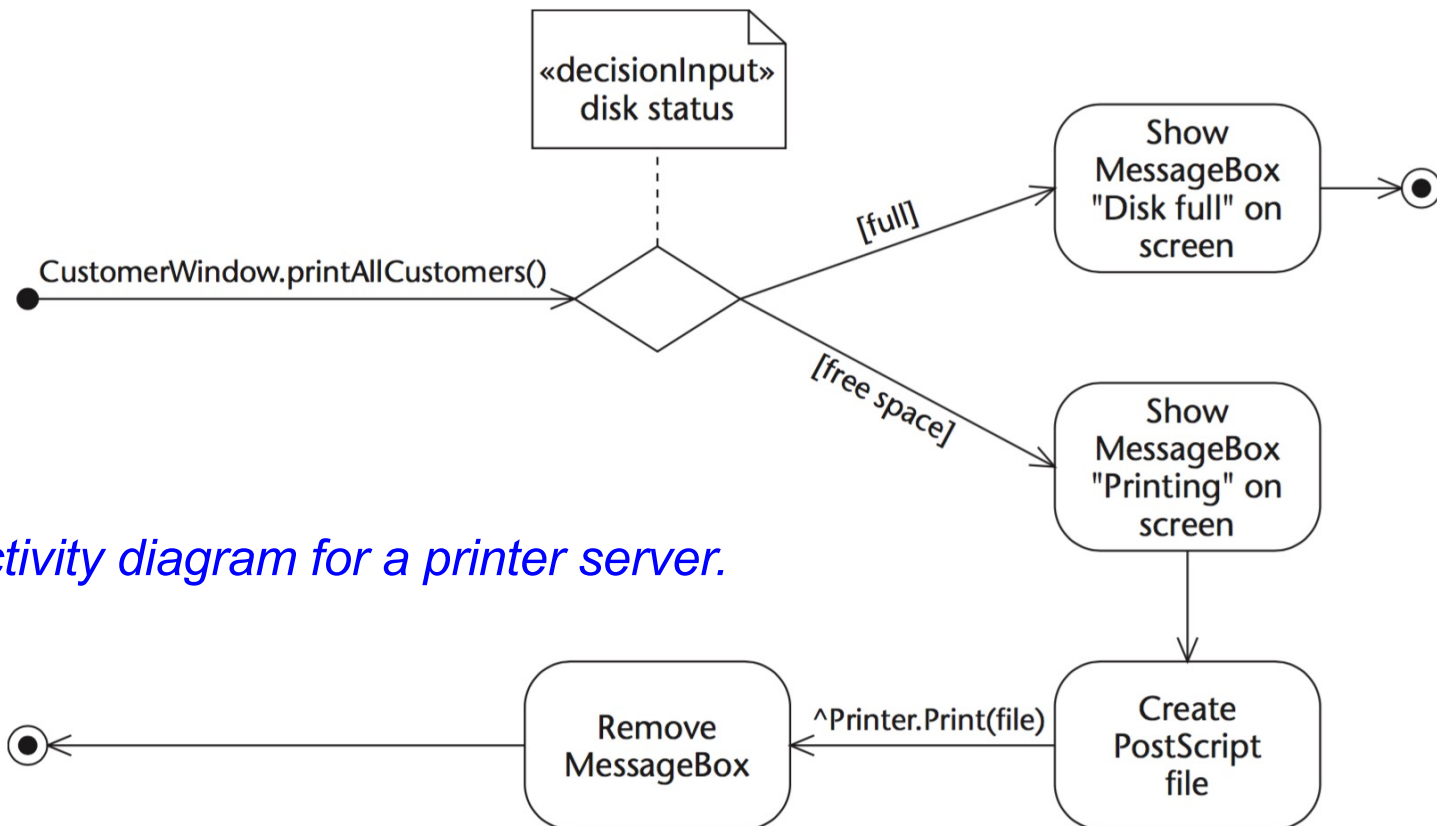 «decisionInput»
disk status
Show
MessageBox
"Disk full" on
screen
[full]
CustomerWindow.printAllCustomers()
[free space]
Show
MessageBox
"Printing" on
screen
ctivity diagram for a printer server.
Remove
MessageBox
^Printer.Print(file)
Create
PostScript
file